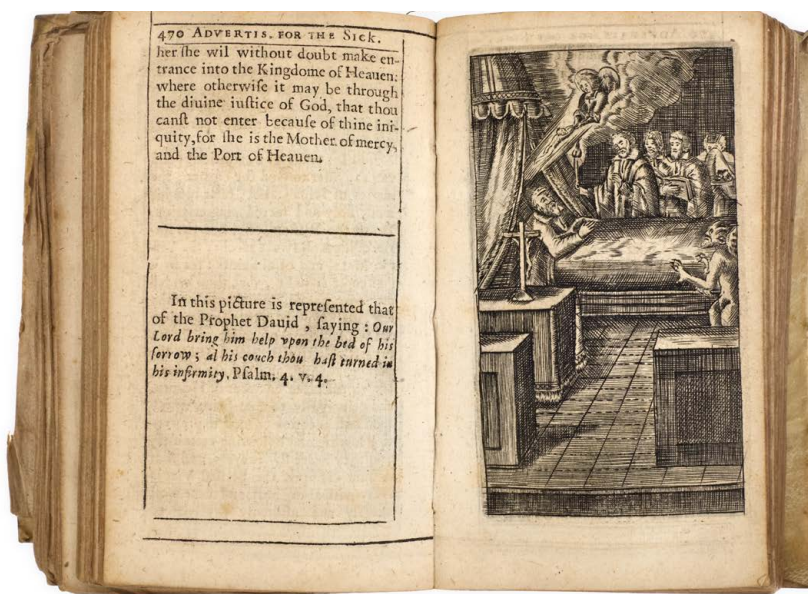 470 ADVERTIS. FOR THE Sick.
her ſhe wil without doubt make en-
trance into the Kingdome of Heauen:
where otherwiſe it may be through
the diuine iuſtice of God, that thou
canſt not enter becauſe of thine ini-
quity, for ſhe is the Mother of mercy,
and the Port of Heauen.
In this picture is repreſented that
of the Prophet Dauid, ſaying: Our
Lord bring him help vpon the bed of his
ſorrow; al his couch thou haſt turned in
his infirmity. Pſalm. 4. v. 4.